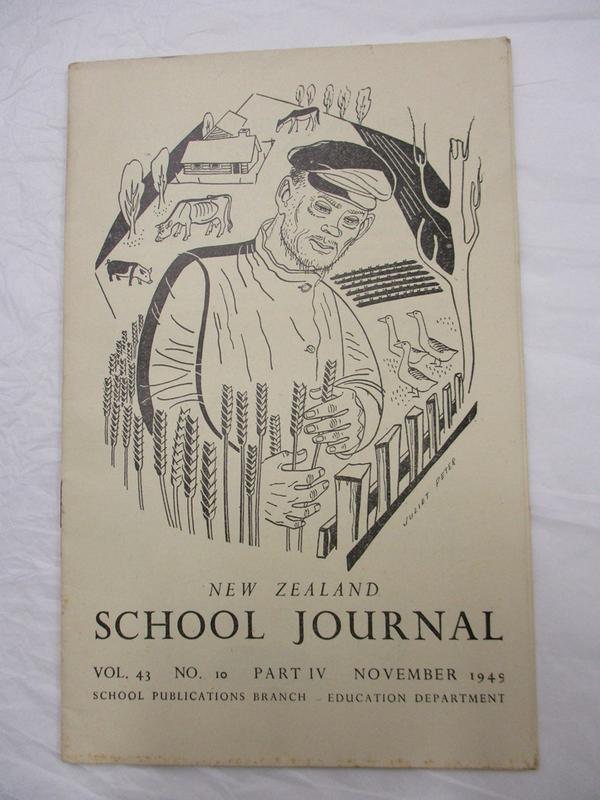 JULIET PETER
NEW ZEALAND
SCHOOL JOURNAL
VOL. 43 NO. 10 PART IV NOVEMBER 1949
SCHOOL PUBLICATIONS BRANCH - EDUCATION DEPARTMENT